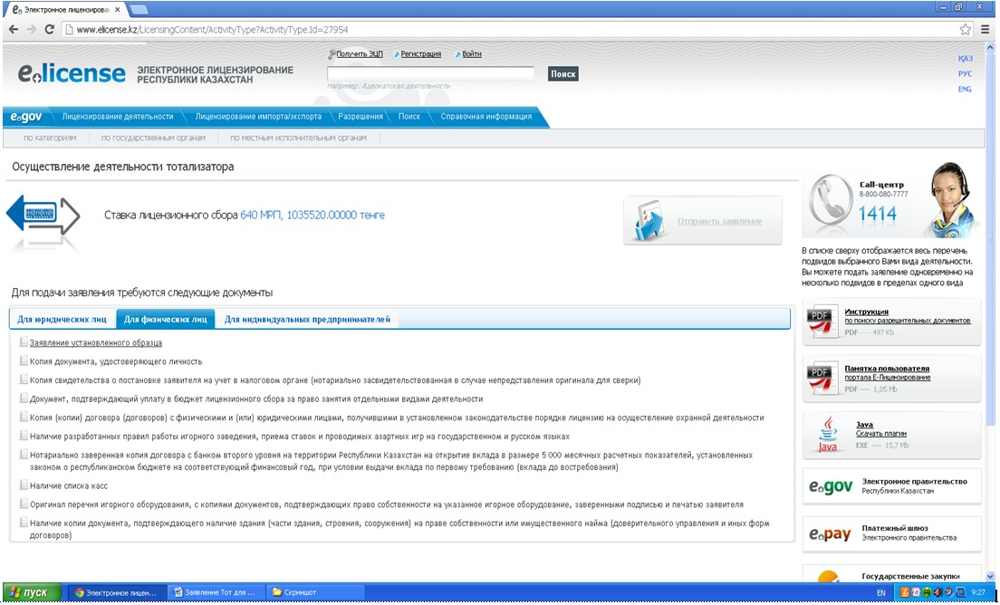 Электронное лицензирова
www.elicense.kz/LicensingContent/ActivityType?ActivityType.Id=27954
Получить ЭЦП Регистрация Войти
elicense ЭЛЕКТРОННОЕ ЛИЦЕНЗИРОВАНИЕ
РЕСПУБЛИКИ КАЗАХСТАН
Поиск
Например: Адвокатская деятельность
ҚАЗ
РУС
ENG
egov Лицензирование деятельности Лицензирование импорта/экспорта Разрешения Поиск Справочная информация
по категориям по государственным органам по местным исполнительным органам
Осуществление деятельности тотализатора
Ставка лицензионного сбора 640 МРП, 1035520.00000 тенге
Отправить заявление
Call-центр
8-800-080-7777
1414
В списке сверху отображается весь перечень
подвидов выбранного Вами вида деятельности.
Вы можете подать заявление одновременно на
несколько подвидов в пределах одного вида
Для подачи заявления требуются следующие документы
Для юридических лиц Для физических лиц Для индивидуальных предпринимателей
Заявление установленного образца
Копия документа, удостоверяющего личность
Копия свидетельства о постановке заявителя на учет в налоговом органе (нотариально засвидетельствованная в случае непредставления оригинала для сверки)
Документ, подтверждающий уплату в бюджет лицензионного сбора за право занятия отдельными видами деятельности
Копия (копии) договора (договоров) с физическими и (или) юридическими лицами, получившими в установленном законодательстве порядке лицензию на осуществление охранной деятельности
Наличие разработанных правил работы игорного заведения, приема ставок и проводимых азартных игр на государственном и русском языках
Нотариально заверенная копия договора с банком второго уровня на территории Республики Казахстан на открытие вклада в размере 5 000 месячных расчетных показателей, установленных
законом о республиканском бюджете на соответствующий финансовый год, при условии выдачи вклада по первому требованию (вклада до востребования)
Наличие списка касс
Оригинал перечня игорного оборудования, с копиями документов, подтверждающих право собственности на указанное игорное оборудование, заверенными подписью и печатью заявителя
Наличие копии документа, подтверждающего наличие здания (части здания, строения, сооружения) на праве собственности или имущественного найма (доверительного управления и иных форм
договоров)
PDF
Инструкция
по поиску разрешительных документов
PDF ---- 497 Kb
PDF
Памятка пользователя
портала Е-Лицензирование
PDF ---- 1,05 Mb
Java
Java
Скачать плагин
EXE ---- 15,7 Mb
egov Электронное правительство
Республики Казахстан
epay Платежный шлюз
Электронного правительства
Государственные закупки
пуск Электронное лицен... Заявление Тот для ... Скриншот EN 9:27